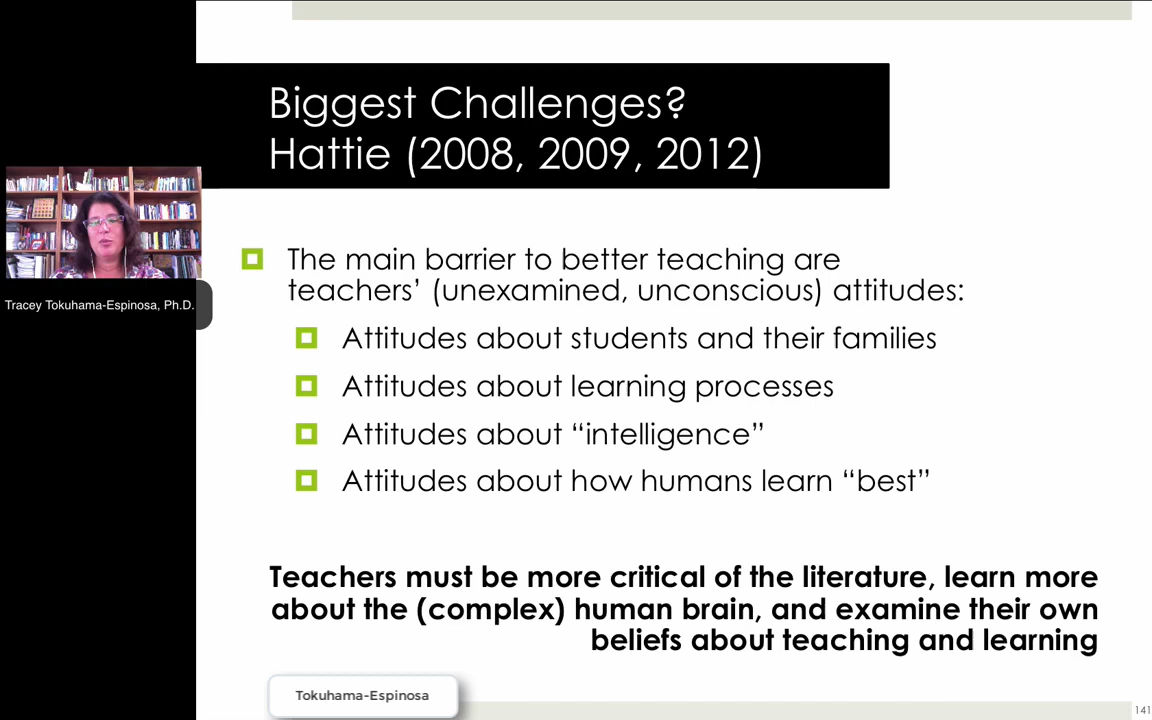 Biggest Challenges?
Hattie (2008, 2009, 2012)
Tracey Tokuhama-Espinosa, Ph.D.
The main barrier to better teaching are
teachers’ (unexamined, unconscious) attitudes:
Attitudes about students and their families
Attitudes about learning processes
Attitudes about “intelligence”
Attitudes about how humans learn “best”
Teachers must be more critical of the literature, learn more
about the (complex) human brain, and examine their own
beliefs about teaching and learning
Tokuhama-Espinosa
141